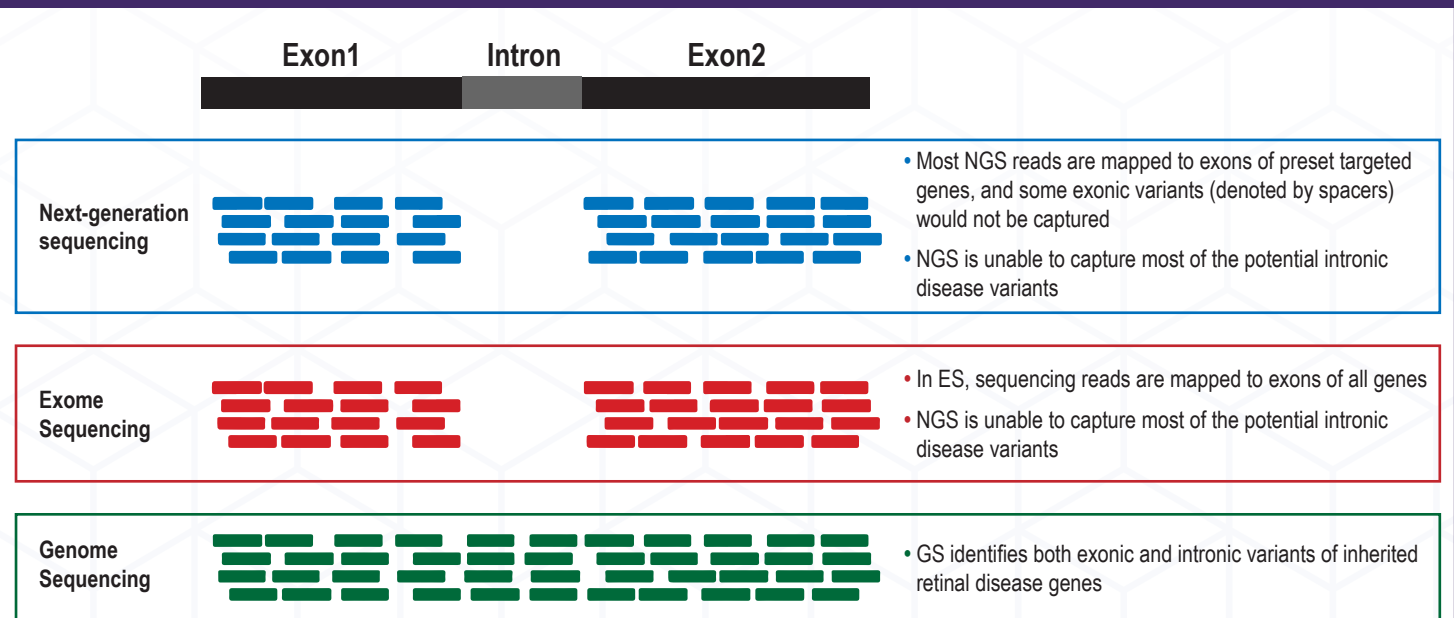 Exon1 Intron Exon2
Next-generation
sequencing
• Most NGS reads are mapped to exons of preset targeted
genes, and some exonic variants (denoted by spacers)
would not be captured
• NGS is unable to capture most of the potential intronic
disease variants
Exome
Sequencing
• In ES, sequencing reads are mapped to exons of all genes
• NGS is unable to capture most of the potential intronic
disease variants
Genome
Sequencing
• GS identifies both exonic and intronic variants of inherited
retinal disease genes